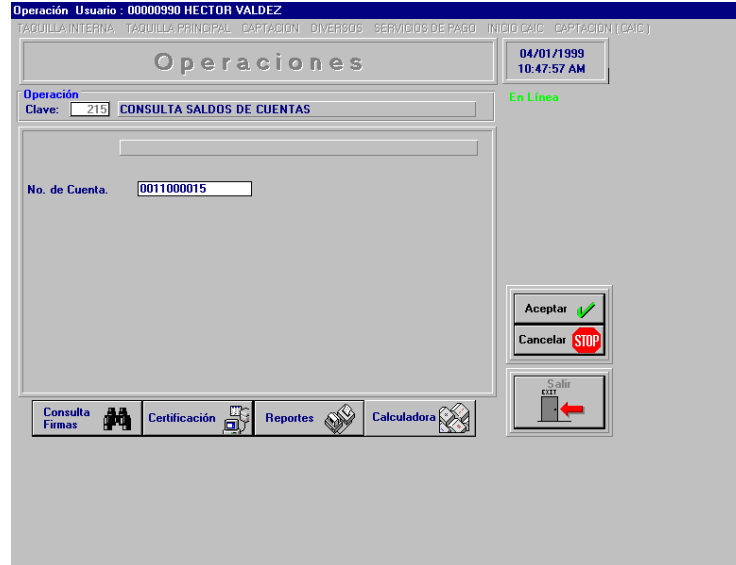 Operación Usuario : 00000990 HECTOR VALDEZ
TAQUILLA INTERNA TAQUILLA PRINCIPAL CAPTACION DIVERSOS SERVICIOS DE PAGO INICIO CAIC CAPTACION ( CAIC )
Operaciones
04/01/1999
10:47:57 AM
Operación
Clave: 215 CONSULTA SALDOS DE CUENTAS
En Línea
No. de Cuenta. 0011000015
Aceptar
Cancelar STOP
Salir
EXIT
Consulta Firmas
Certificación
Reportes
Calculadora